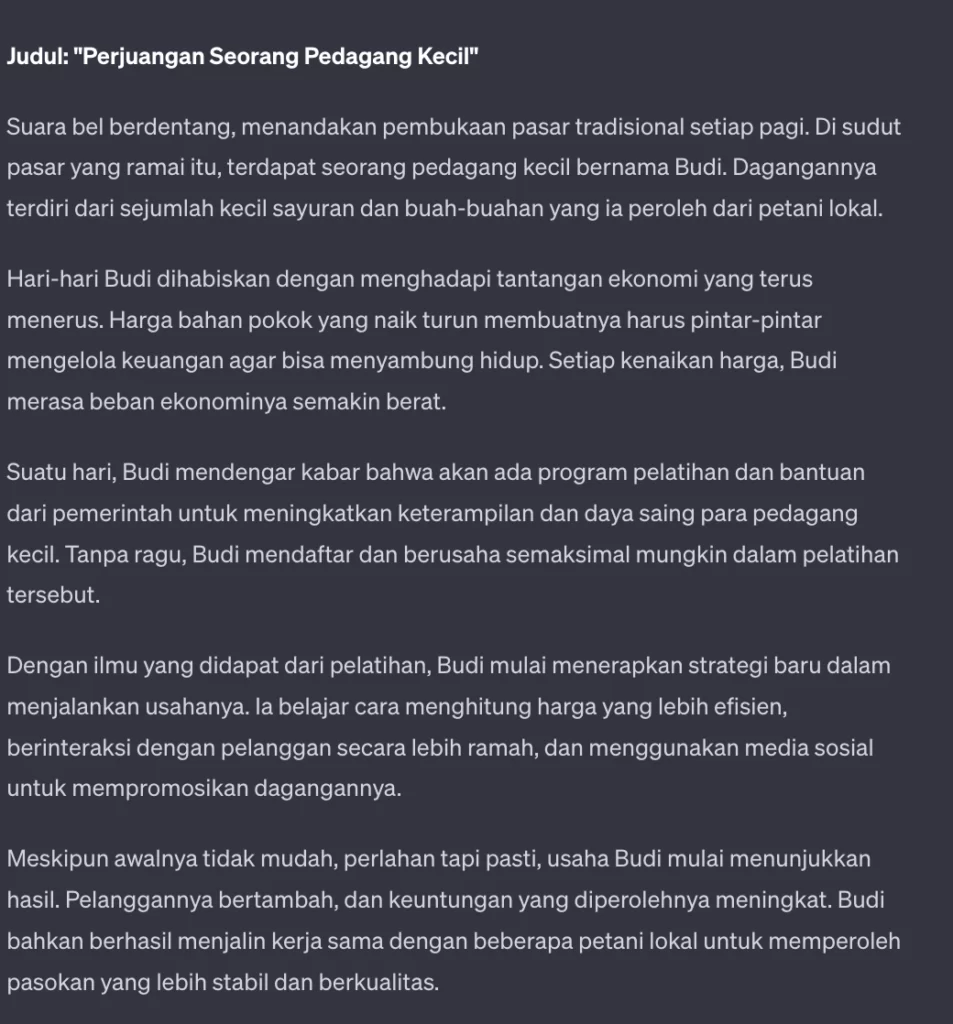 Judul: "Perjuangan Seorang Pedagang Kecil"
Suara bel berdentang, menandakan pembukaan pasar tradisional setiap pagi. Di sudut
pasar yang ramai itu, terdapat seorang pedagang kecil bernama Budi. Dagangannya
terdiri dari sejumlah kecil sayuran dan buah-buahan yang ia peroleh dari petani lokal.
Hari-hari Budi dihabiskan dengan menghadapi tantangan ekonomi yang terus
menerus. Harga bahan pokok yang naik turun membuatnya harus pintar-pintar
mengelola keuangan agar bisa menyambung hidup. Setiap kenaikan harga, Budi
merasa beban ekonominya semakin berat.
Suatu hari, Budi mendengar kabar bahwa akan ada program pelatihan dan bantuan
dari pemerintah untuk meningkatkan keterampilan dan daya saing para pedagang
kecil. Tanpa ragu, Budi mendaftar dan berusaha semaksimal mungkin dalam pelatihan
tersebut.
Dengan ilmu yang didapat dari pelatihan, Budi mulai menerapkan strategi baru dalam
menjalankan usahanya. Ia belajar cara menghitung harga yang lebih efisien,
berinteraksi dengan pelanggan secara lebih ramah, dan menggunakan media sosial
untuk mempromosikan dagangannya.
Meskipun awalnya tidak mudah, perlahan tapi pasti, usaha Budi mulai menunjukkan
hasil. Pelanggannya bertambah, dan keuntungan yang diperolehnya meningkat. Budi
bahkan berhasil menjalin kerja sama dengan beberapa petani lokal untuk memperoleh
pasokan yang lebih stabil dan berkualitas.